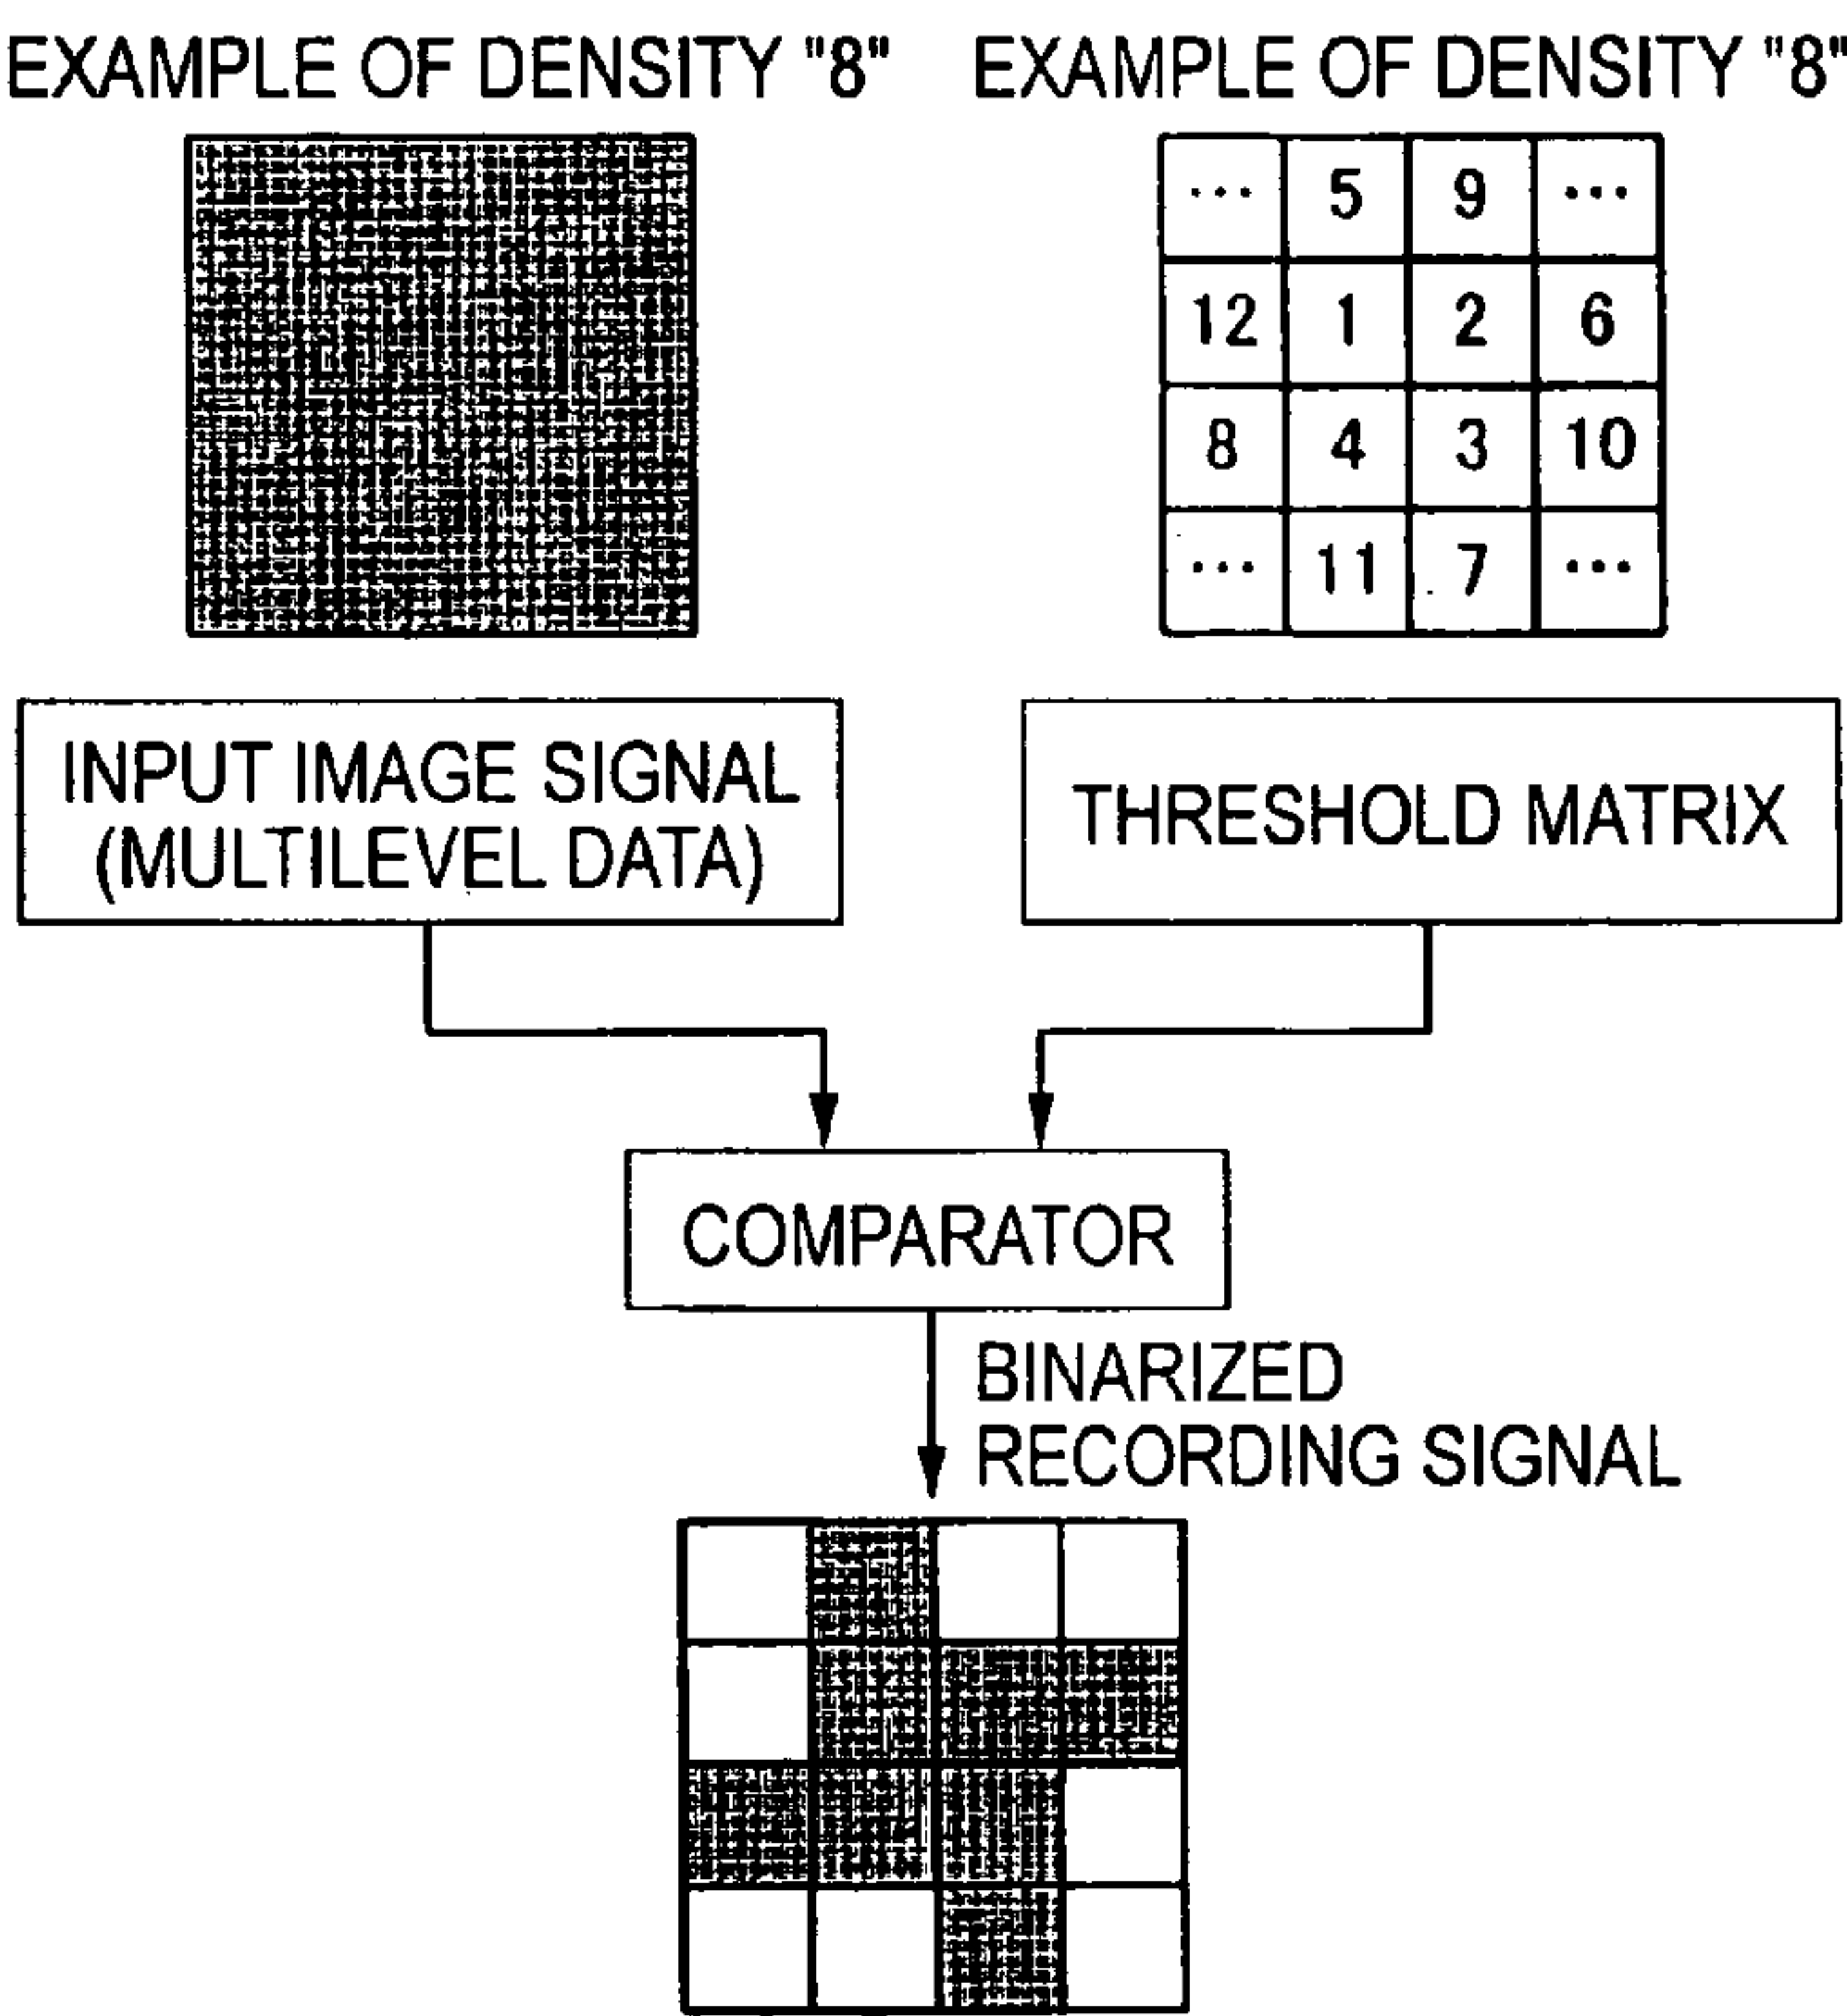 EXAMPLE OF DENSITY "8" EXAMPLE OF DENSITY "8"
... 5 9 ...
12 1 2 6
8 4 3 10
... 11 7 ...
INPUT IMAGE SIGNAL
(MULTILEVEL DATA)
THRESHOLD MATRIX
COMPARATOR
BINARIZED
RECORDING SIGNAL